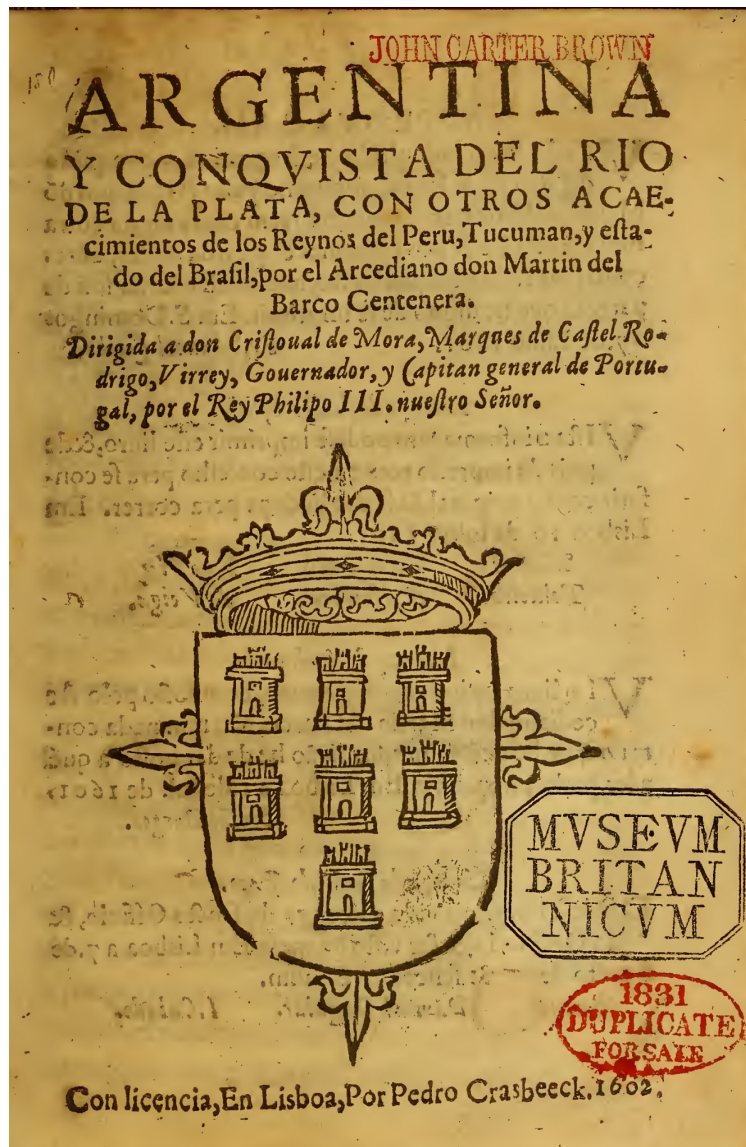 JOHN CARTER BROWN
ARGENTINA
Y CONQVISTA DEL RIO
DE LA PLATA, CON OTROS ACAE-
cimientos de los Reynos del Peru, Tucuman, y eſta-
do del Braſil, por el Arcediano don Martin del
Barco Centenera.
Dirigida a don Criſtoual de Mora, Marques de Caſtel Ro-
drigo, Virrey, Gouernador, y Capitan general de Portu-
gal, por el Rey Philipo III. nueſtro Señor.
MVSEVM
BRITAN
NICVM
1831
DUPLICATE
FOR SALE
Con licencia, En Lisboa, Por Pedro Crasbeeck. 1602.